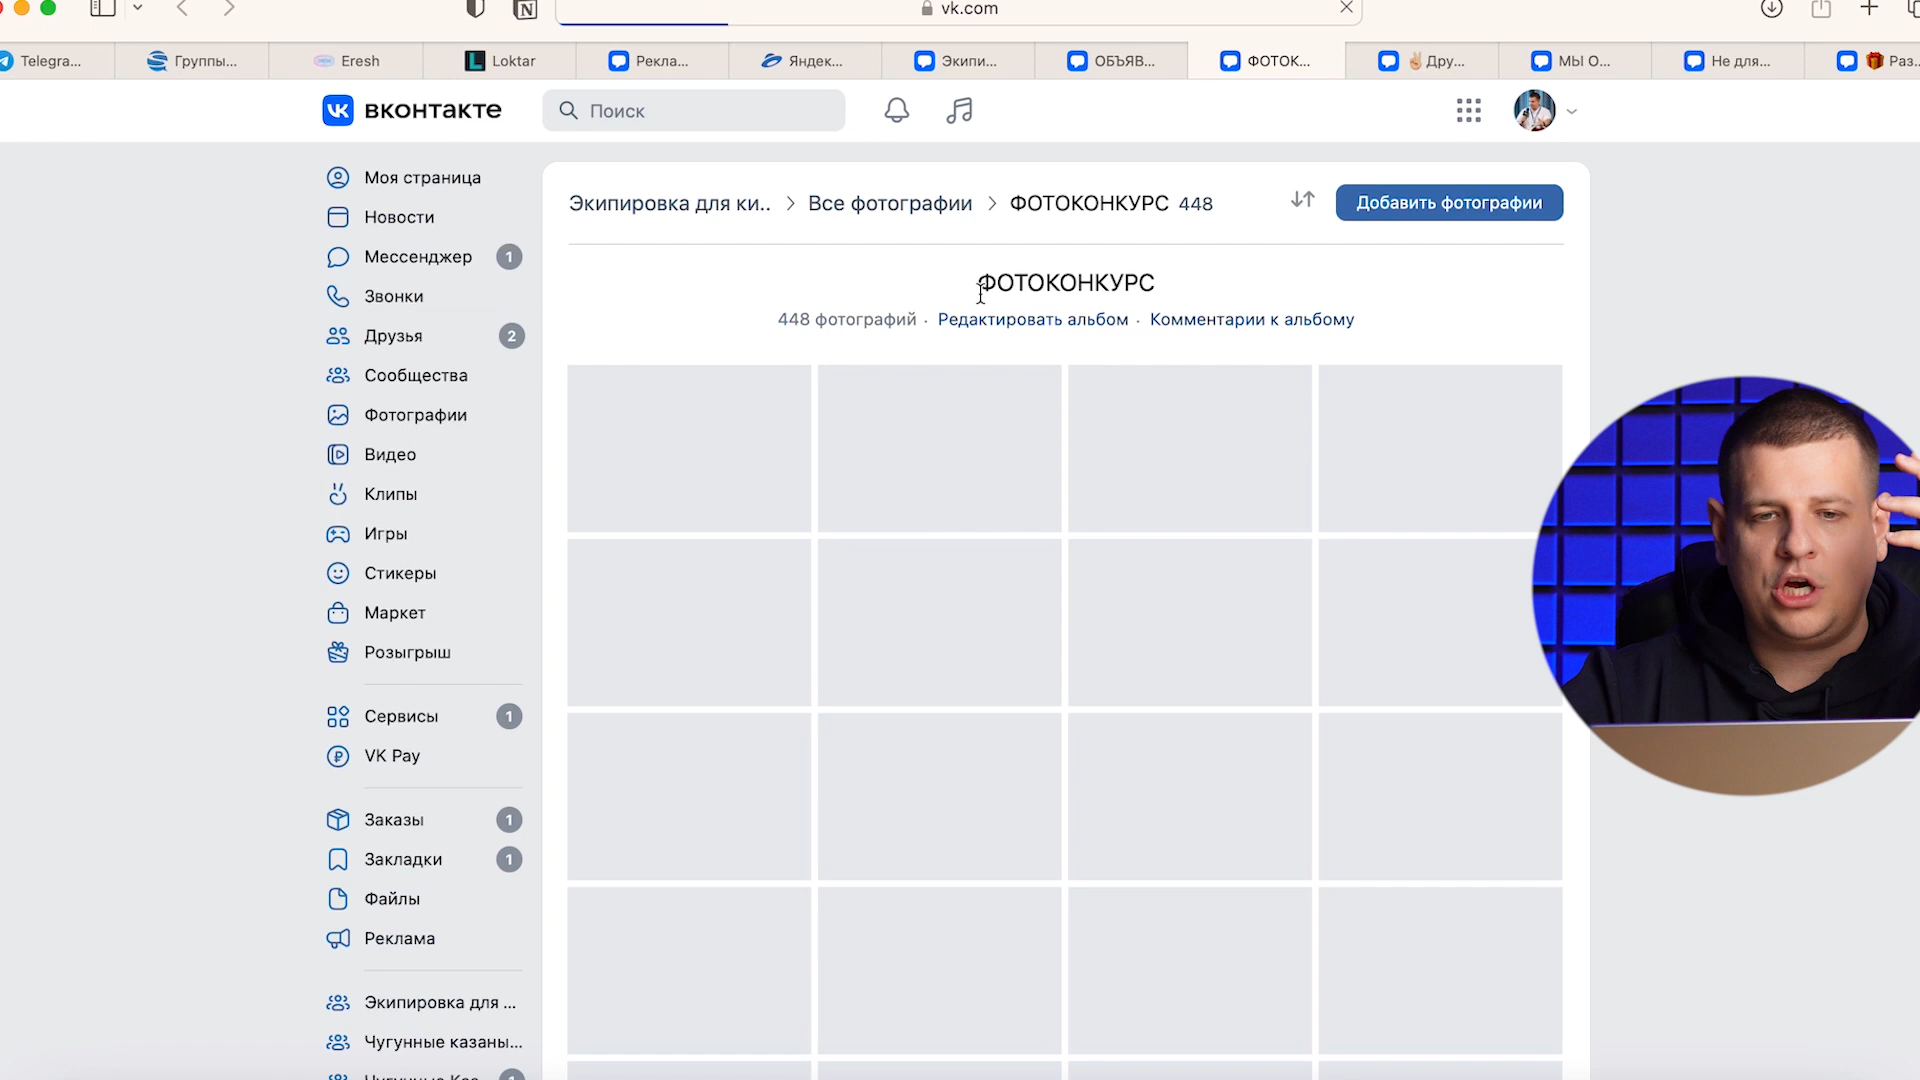 vk.com
Telegra...
Группы...
Eresh
Loktar
Рекла...
Яндек...
Экипи...
ОБЪЯВ...
ФОТОК...
✌🏼Дру...
МЫ О...
Не для...
🎁 Раз...
вконтакте
Поиск
Моя страница
Новости
Мессенджер 1
Звонки
Друзья 2
Сообщества
Фотографии
Видео
Клипы
Игры
Стикеры
Маркет
Розыгрыш
Сервисы 1
VK Pay
Заказы 1
Закладки 1
Файлы
Реклама
Экипировка для ...
Чугунные казаны...
Экипировка для ки.. > Все фотографии > ФОТОКОНКУРС 448
Добавить фотографии
ФОТОКОНКУРС
448 фотографий · Редактировать альбом · Комментарии к альбому